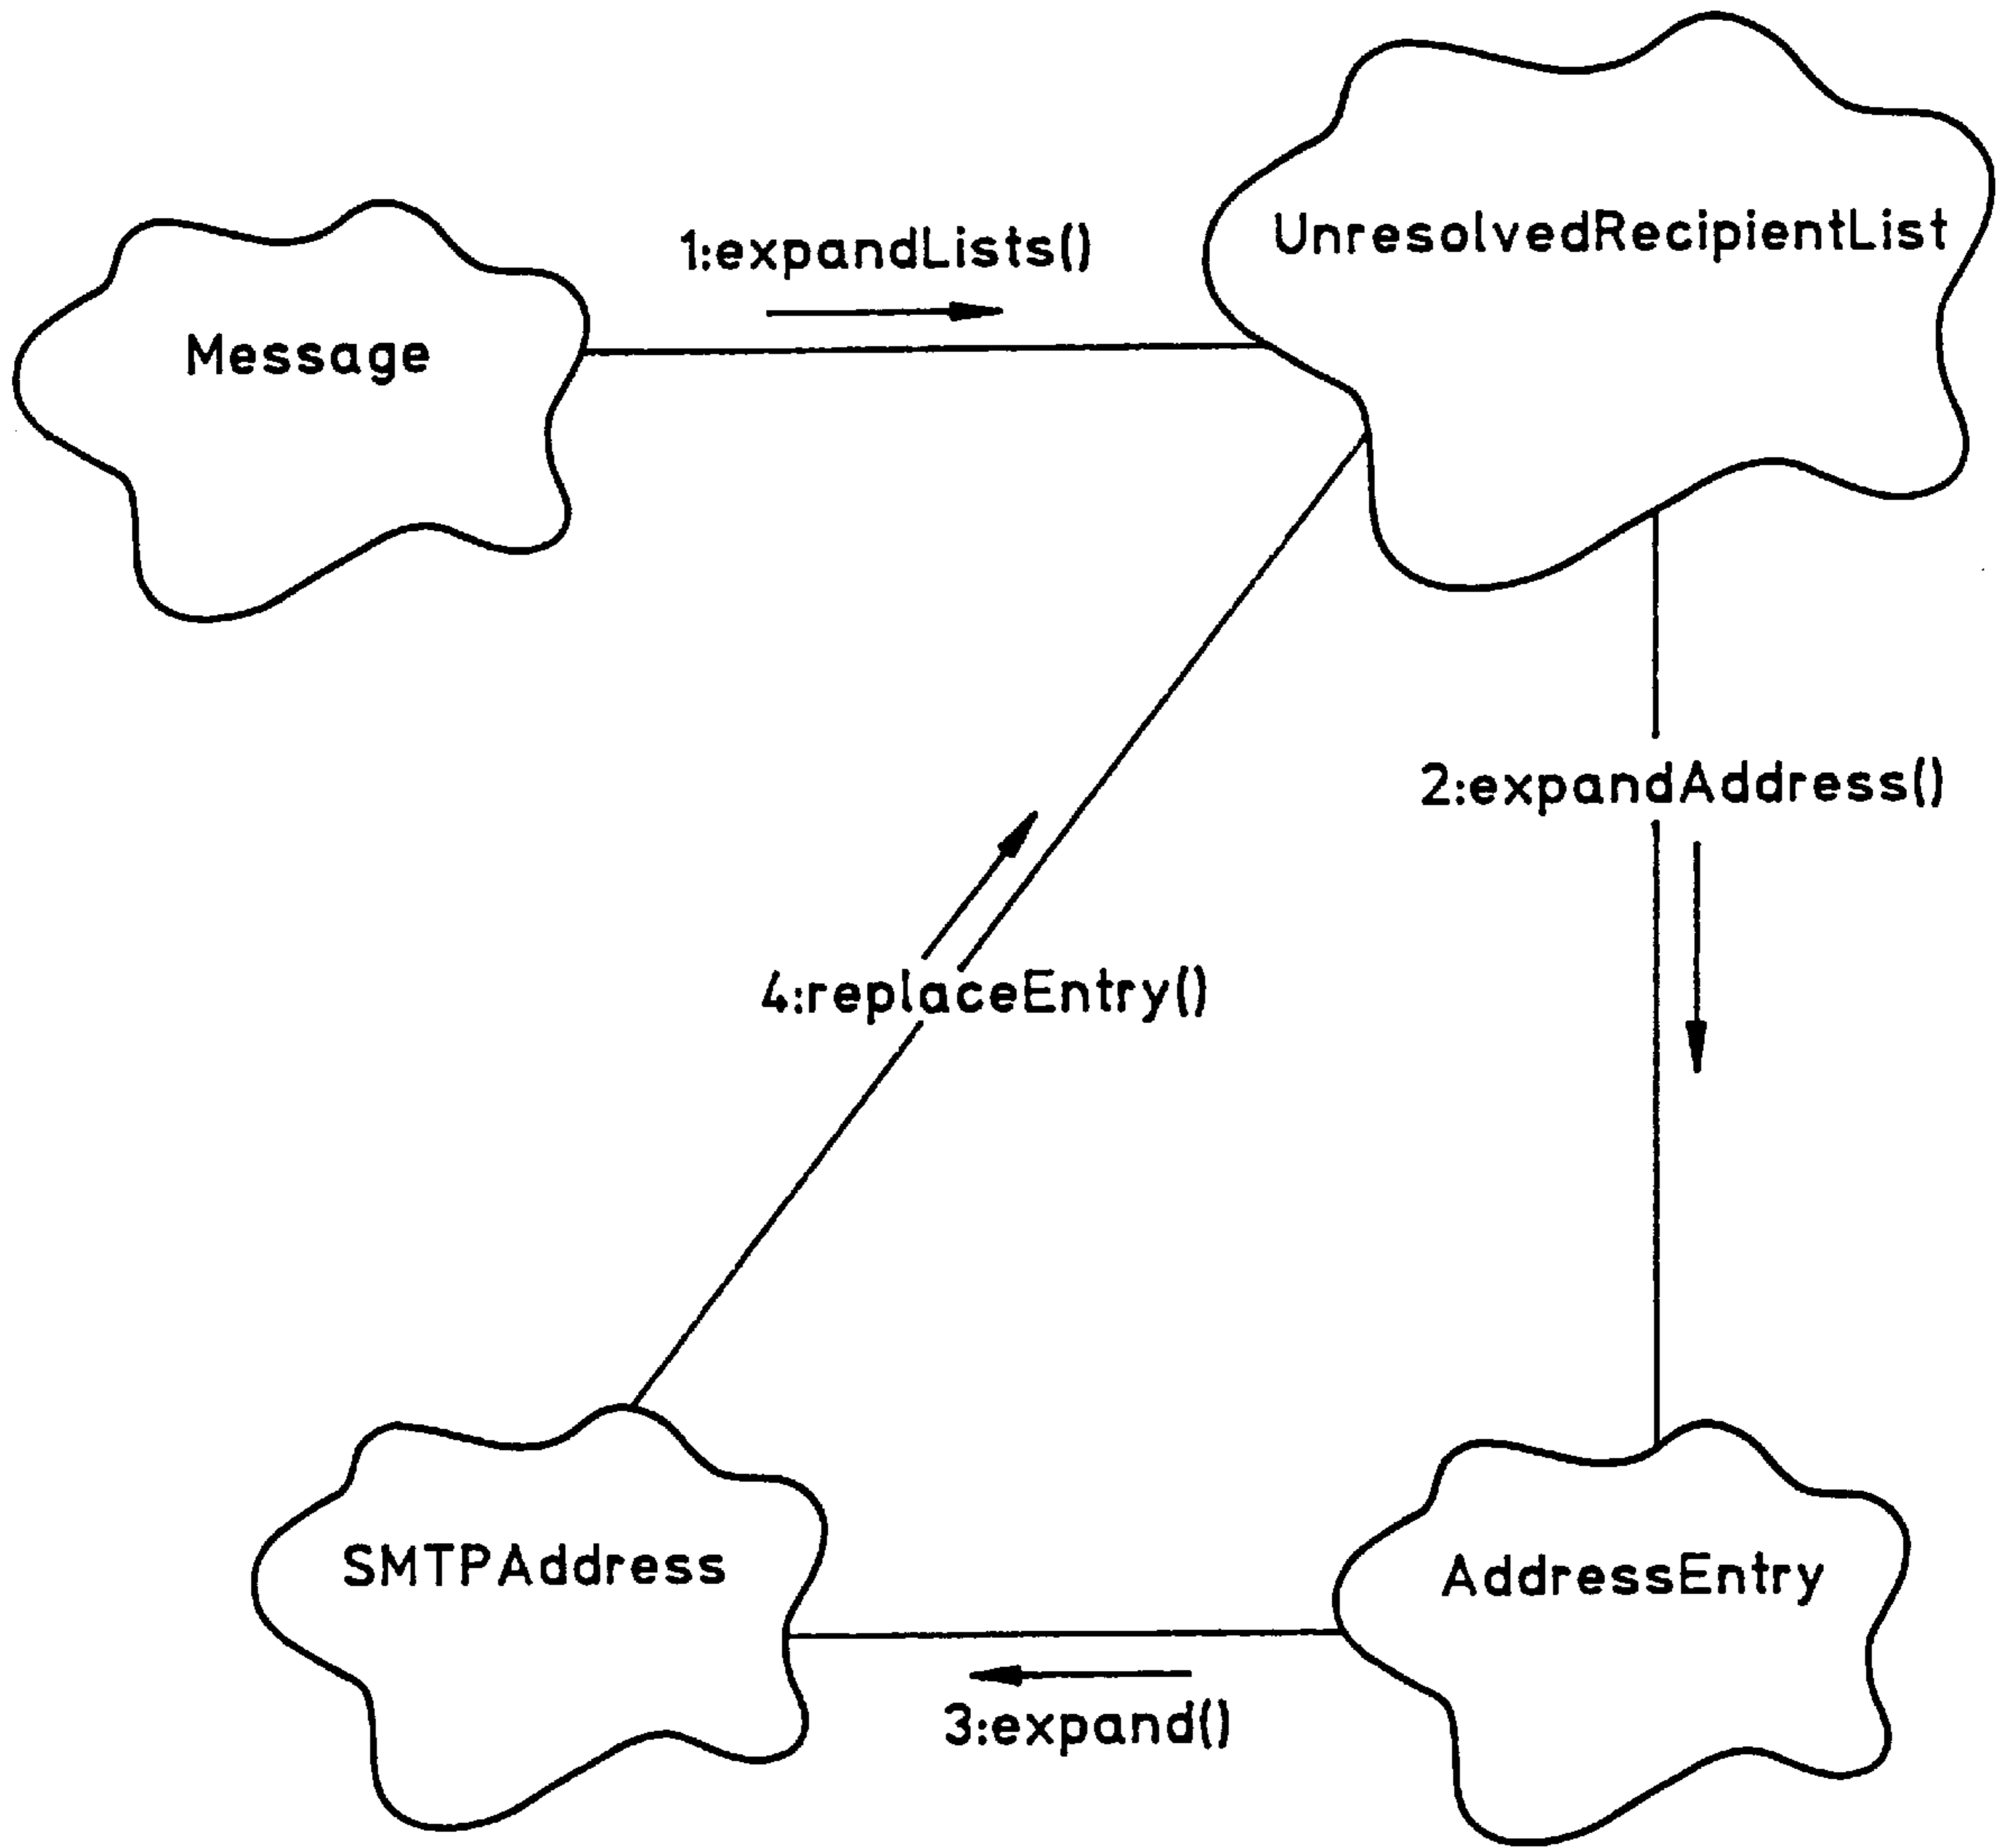 1:expandLists()
UnresolvedRecipientList
Message
2:expandAddress()
4:replaceEntry()
SMTPAddress
AddressEntry
3:expand()